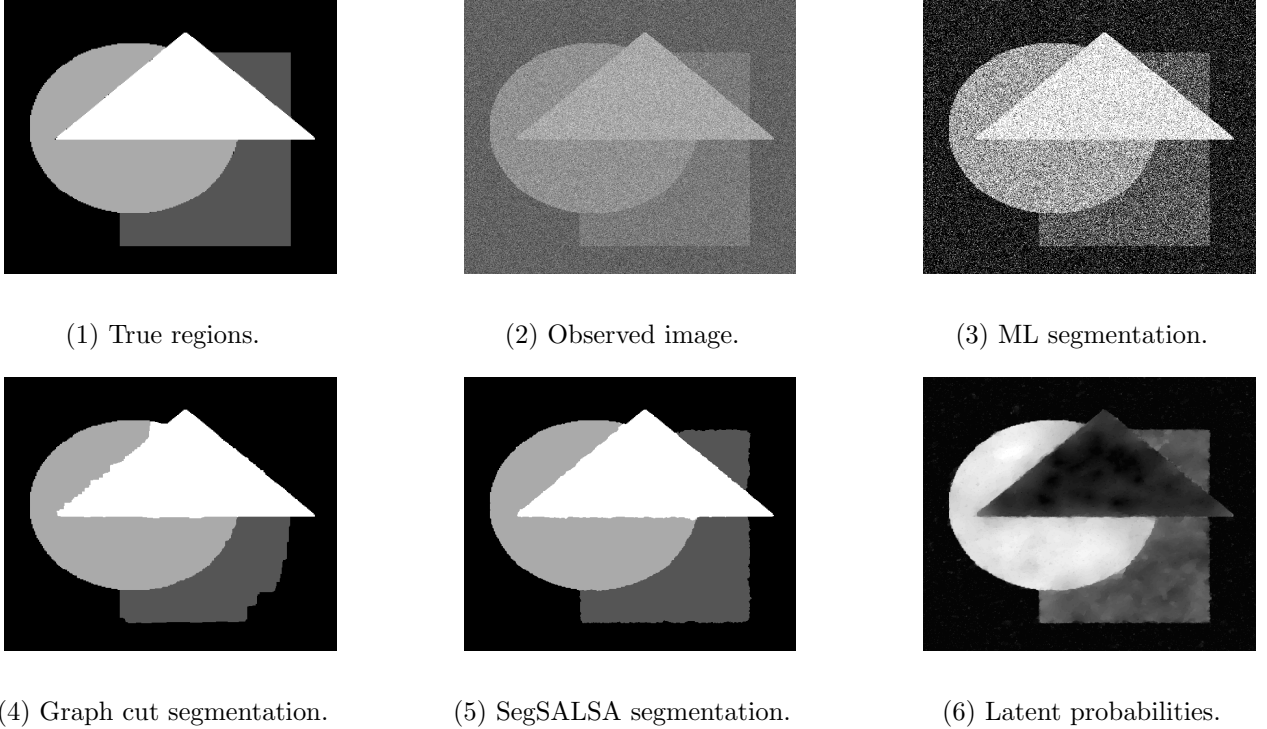 (1) True regions.
(2) Observed image.
(3) ML segmentation.
(4) Graph cut segmentation.
(5) SegSALSA segmentation.
(6) Latent probabilities.